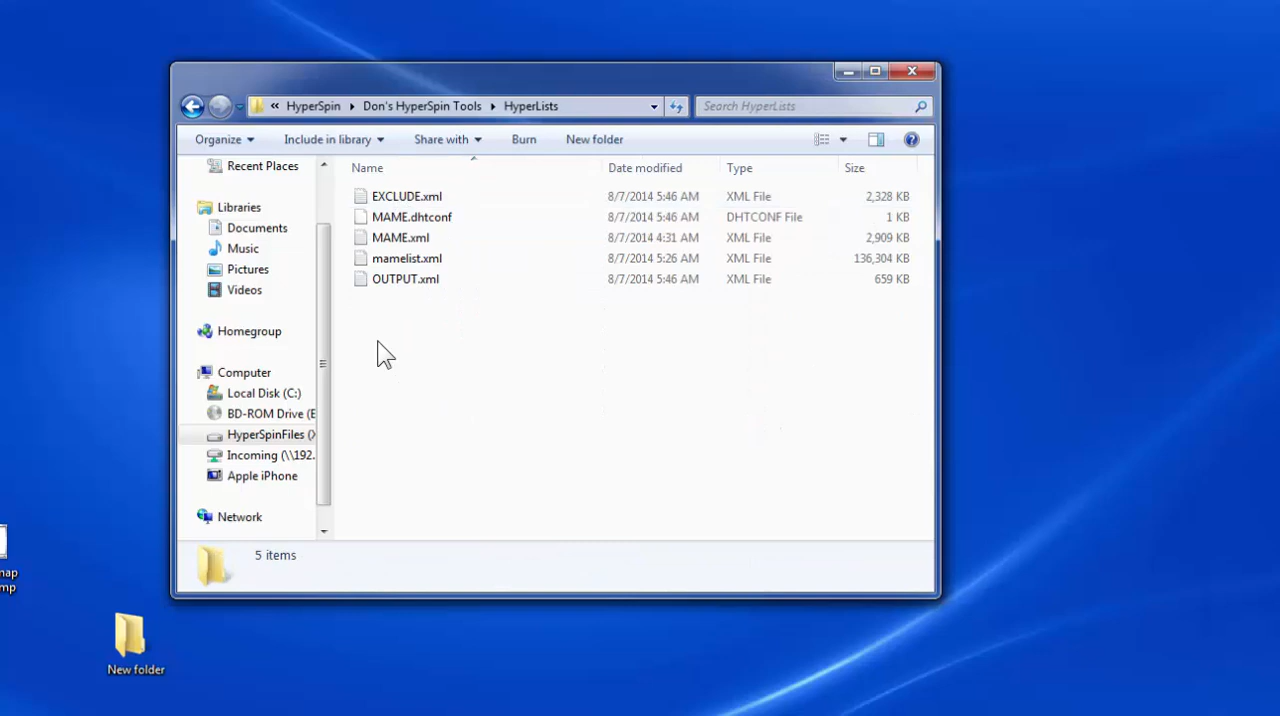 « HyperSpin Don's HyperSpin Tools HyperLists Search HyperLists
Organize Include in library Share with Burn New folder
Name Date modified Type Size
Recent Places
Libraries
Documents
Music
Pictures
Videos
Homegroup
Computer
Local Disk (C:)
BD-ROM Drive (E
HyperSpinFiles (X
Incoming (\\192.
Apple iPhone
Network
EXCLUDE.xml 8/7/2014 5:46 AM XML File 2,328 KB
MAME.dhtconf 8/7/2014 5:46 AM DHTCONF File 1 KB
MAME.xml 8/7/2014 4:31 AM XML File 2,909 KB
mamelist.xml 8/7/2014 5:26 AM XML File 136,304 KB
OUTPUT.xml 8/7/2014 5:46 AM XML File 659 KB
5 items
map
mp
New folder